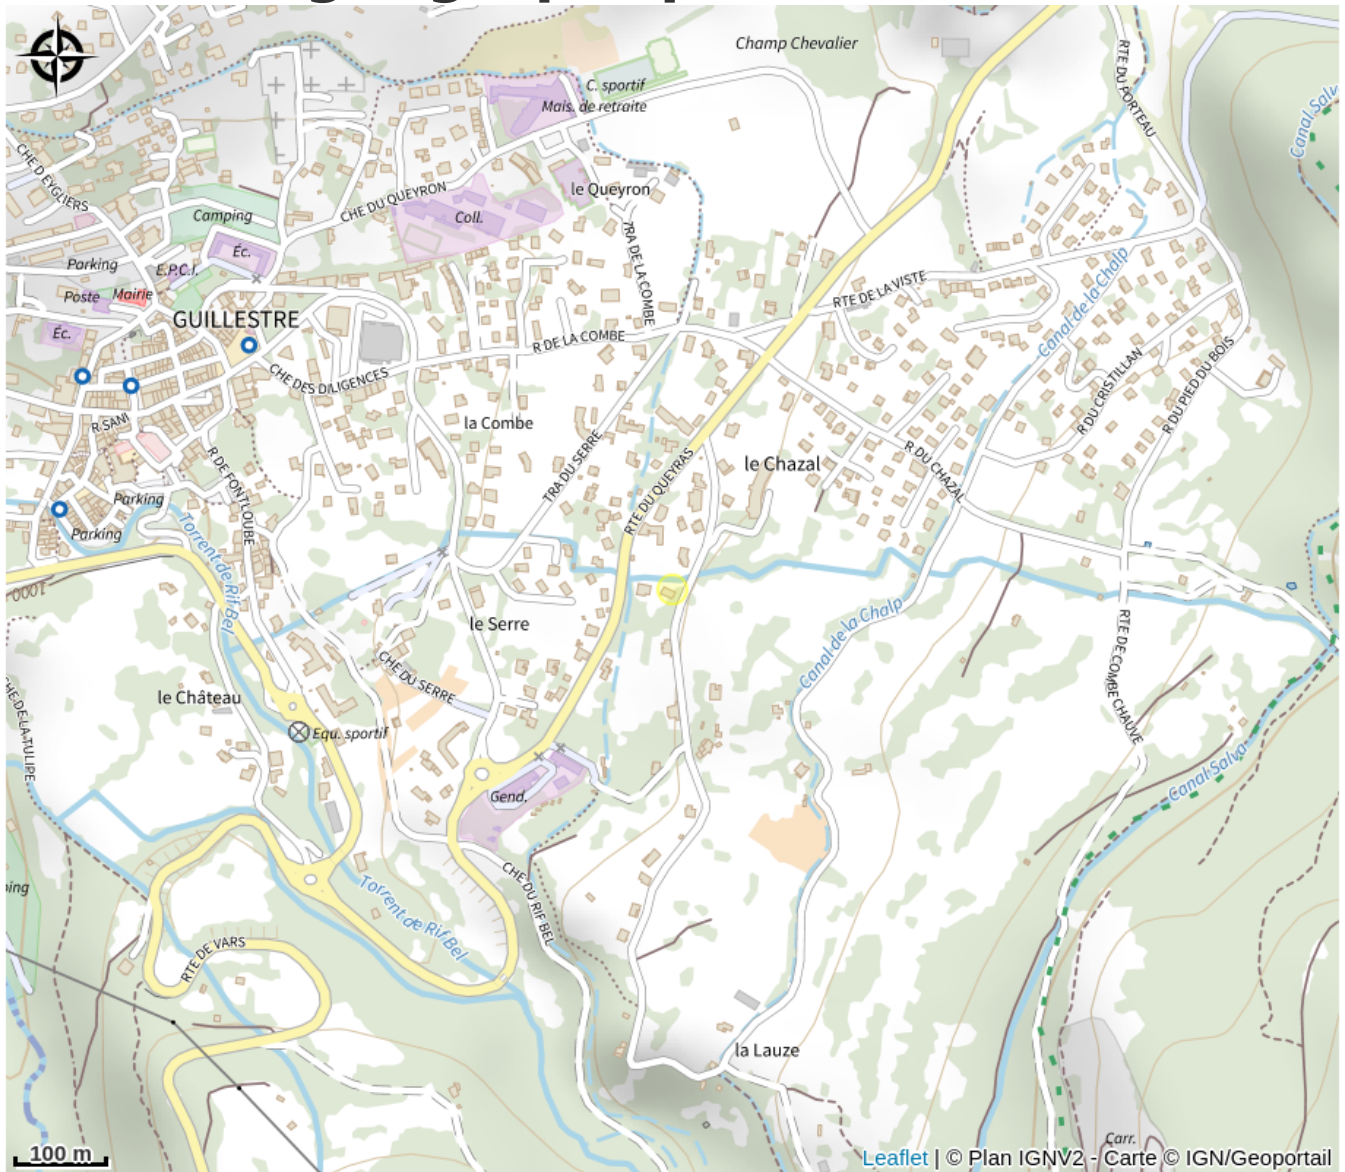 Champ Chevalier
C. sportif
Mais. de retraite
RTE DU PORTEAU
Canal Salv
CHE D EYGLIERS
CHE DU QUEYRON
le Queyron
Camping
Coll.
TRA DE LA COMBE
Éc.
Parking
E.P.C.I.
Poste
Mairie
RTE DE LA VISTE
Canal de la Chalp
GUILLESTRE
Éc.
R DE LA COMBE
CHE DES DILIGENCES
R DU CRISTILLAN
R DU PIED DU BOIS
la Combe
R SANI
R DE FONTLOUBE
TRA DU SERRE
RTE DU QUEYRAS
le Chazal
R DU CHAZAL
Parking
Parking
Torrent de Rif Bel
1000
le Serre
Canal de la Chalp
RTE DE COMBE CHAUVE
CHE DU SERRE
le Château
CHE DE LA TULIPE
Equ. sportif
Canal Salva
Gend.
CHE DU RIF BEL
Torrent de Rif Bel
ping
RTE DE VARS
la Lauze
Carr.
100 m
Leaflet | © Plan IGNV2 - Carte © IGN/Geoportail